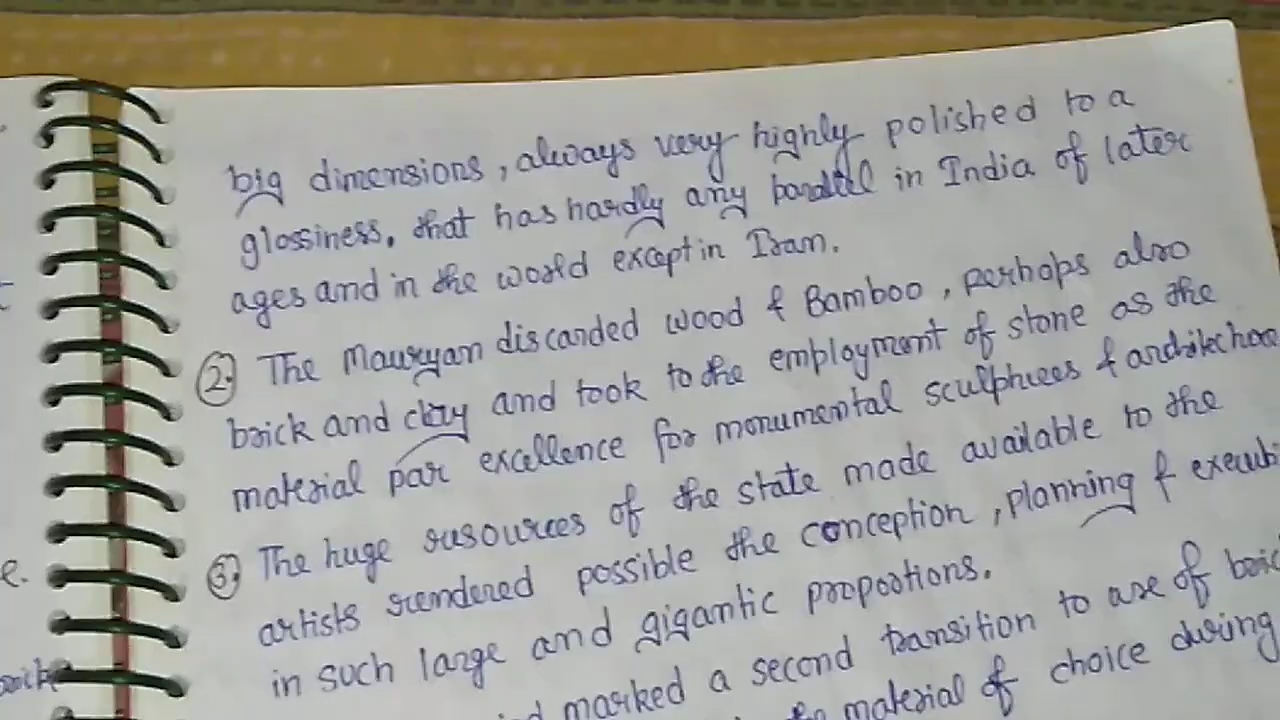 big dimensions, always very highly polished to a
glossiness, that has hardly any parallel in India of later
ages and in the world except in Iran.
2. The Mauryan discarded wood & Bamboo, perhaps also
brick and clay and took to the employment of stone as the
material par excellence for monumental sculptures &
3. The huge resources of the state made available to the
artists rendered possible the conception, planning &
in such large and gigantic proportions.
marked a second transition to use of
material of choice during
e.